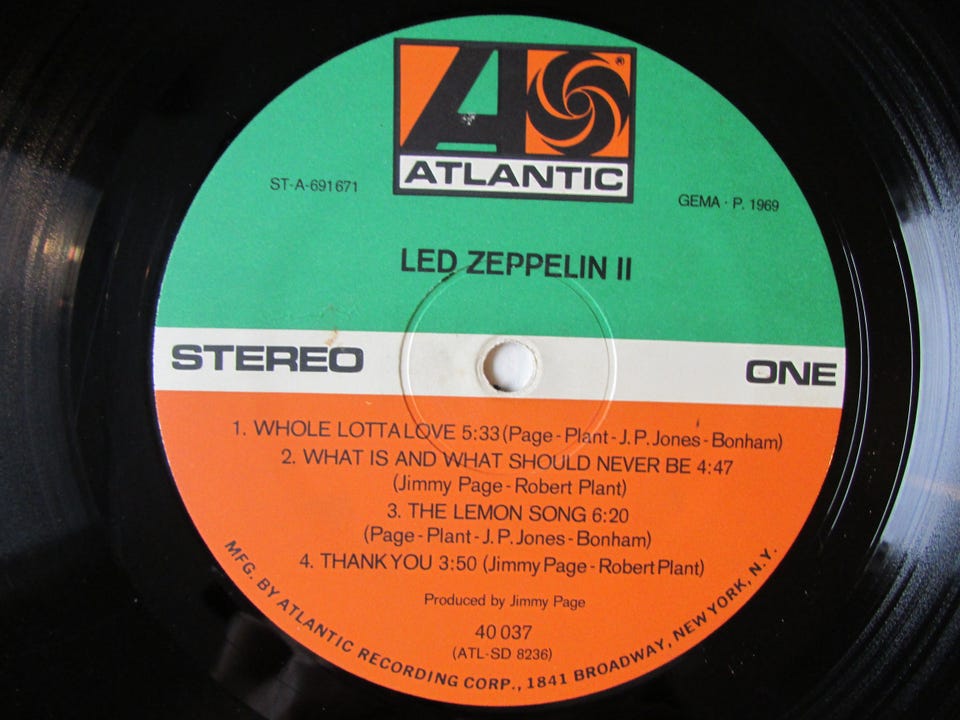 ATLANTIC
ST-A-691671
GEMA · P. 1969
LED ZEPPELIN II
STEREO
ONE
1. WHOLE LOTTA LOVE 5:33 (Page - Plant - J. P. Jones - Bonham)
2. WHAT IS AND WHAT SHOULD NEVER BE 4:47
(Jimmy Page - Robert Plant)
3. THE LEMON SONG 6:20
(Page - Plant - J. P. Jones - Bonham)
4. THANK YOU 3:50 (Jimmy Page - Robert Plant)
Produced by Jimmy Page
40 037
(ATL-SD 8236)
MFG. BY ATLANTIC RECORDING CORP., 1841 BROADWAY, NEW YORK, N.Y.